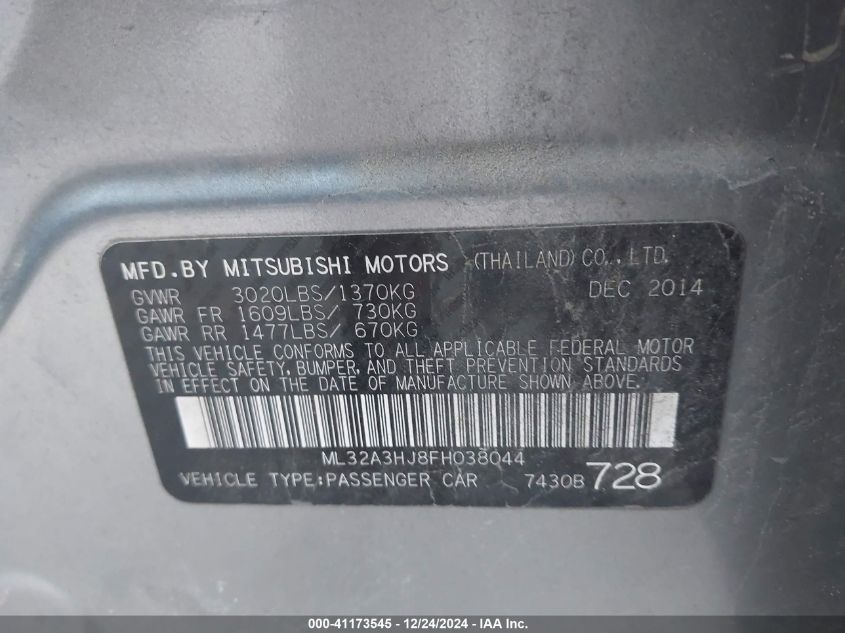 MFD.BY MITSUBISHI MOTORS (THAILAND) CO., LTD.
GVWR 3020LBS/1370KG DEC 2014
GAWR FR 1609LBS/ 730KG
GAWR RR 1477LBS/ 670KG
THIS VEHICLE CONFORMS TO ALL APPLICABLE FEDERAL MOTOR
VEHICLE SAFETY, BUMPER, AND THEFT PREVENTION STANDARDS
IN EFFECT ON THE DATE OF MANUFACTURE SHOWN ABOVE.
ML32A3HJ8FH038044
VEHICLE TYPE:PASSENGER CAR 7430B 728
000-41173545 - 12/24/2024 - IAA Inc.